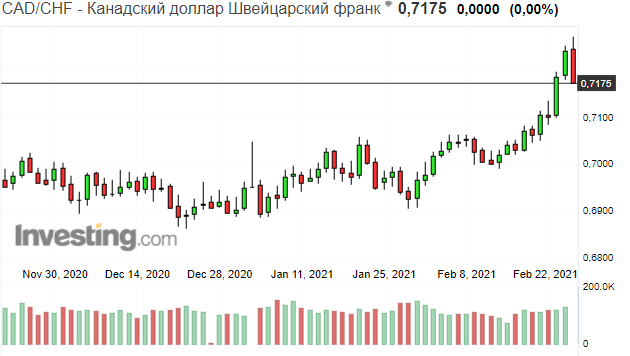 CAD/CHF - Канадский доллар Швейцарский франк 0,7175 0,0000 (0,00%)
0,7175
0,7100
0,7000
0,6900
Investing.com
0,6800
Nov 30, 2020 Dec 14, 2020 Dec 28, 2020 Jan 11, 2021 Jan 25, 2021 Feb 8, 2021 Feb 22, 2021
200.0K
0